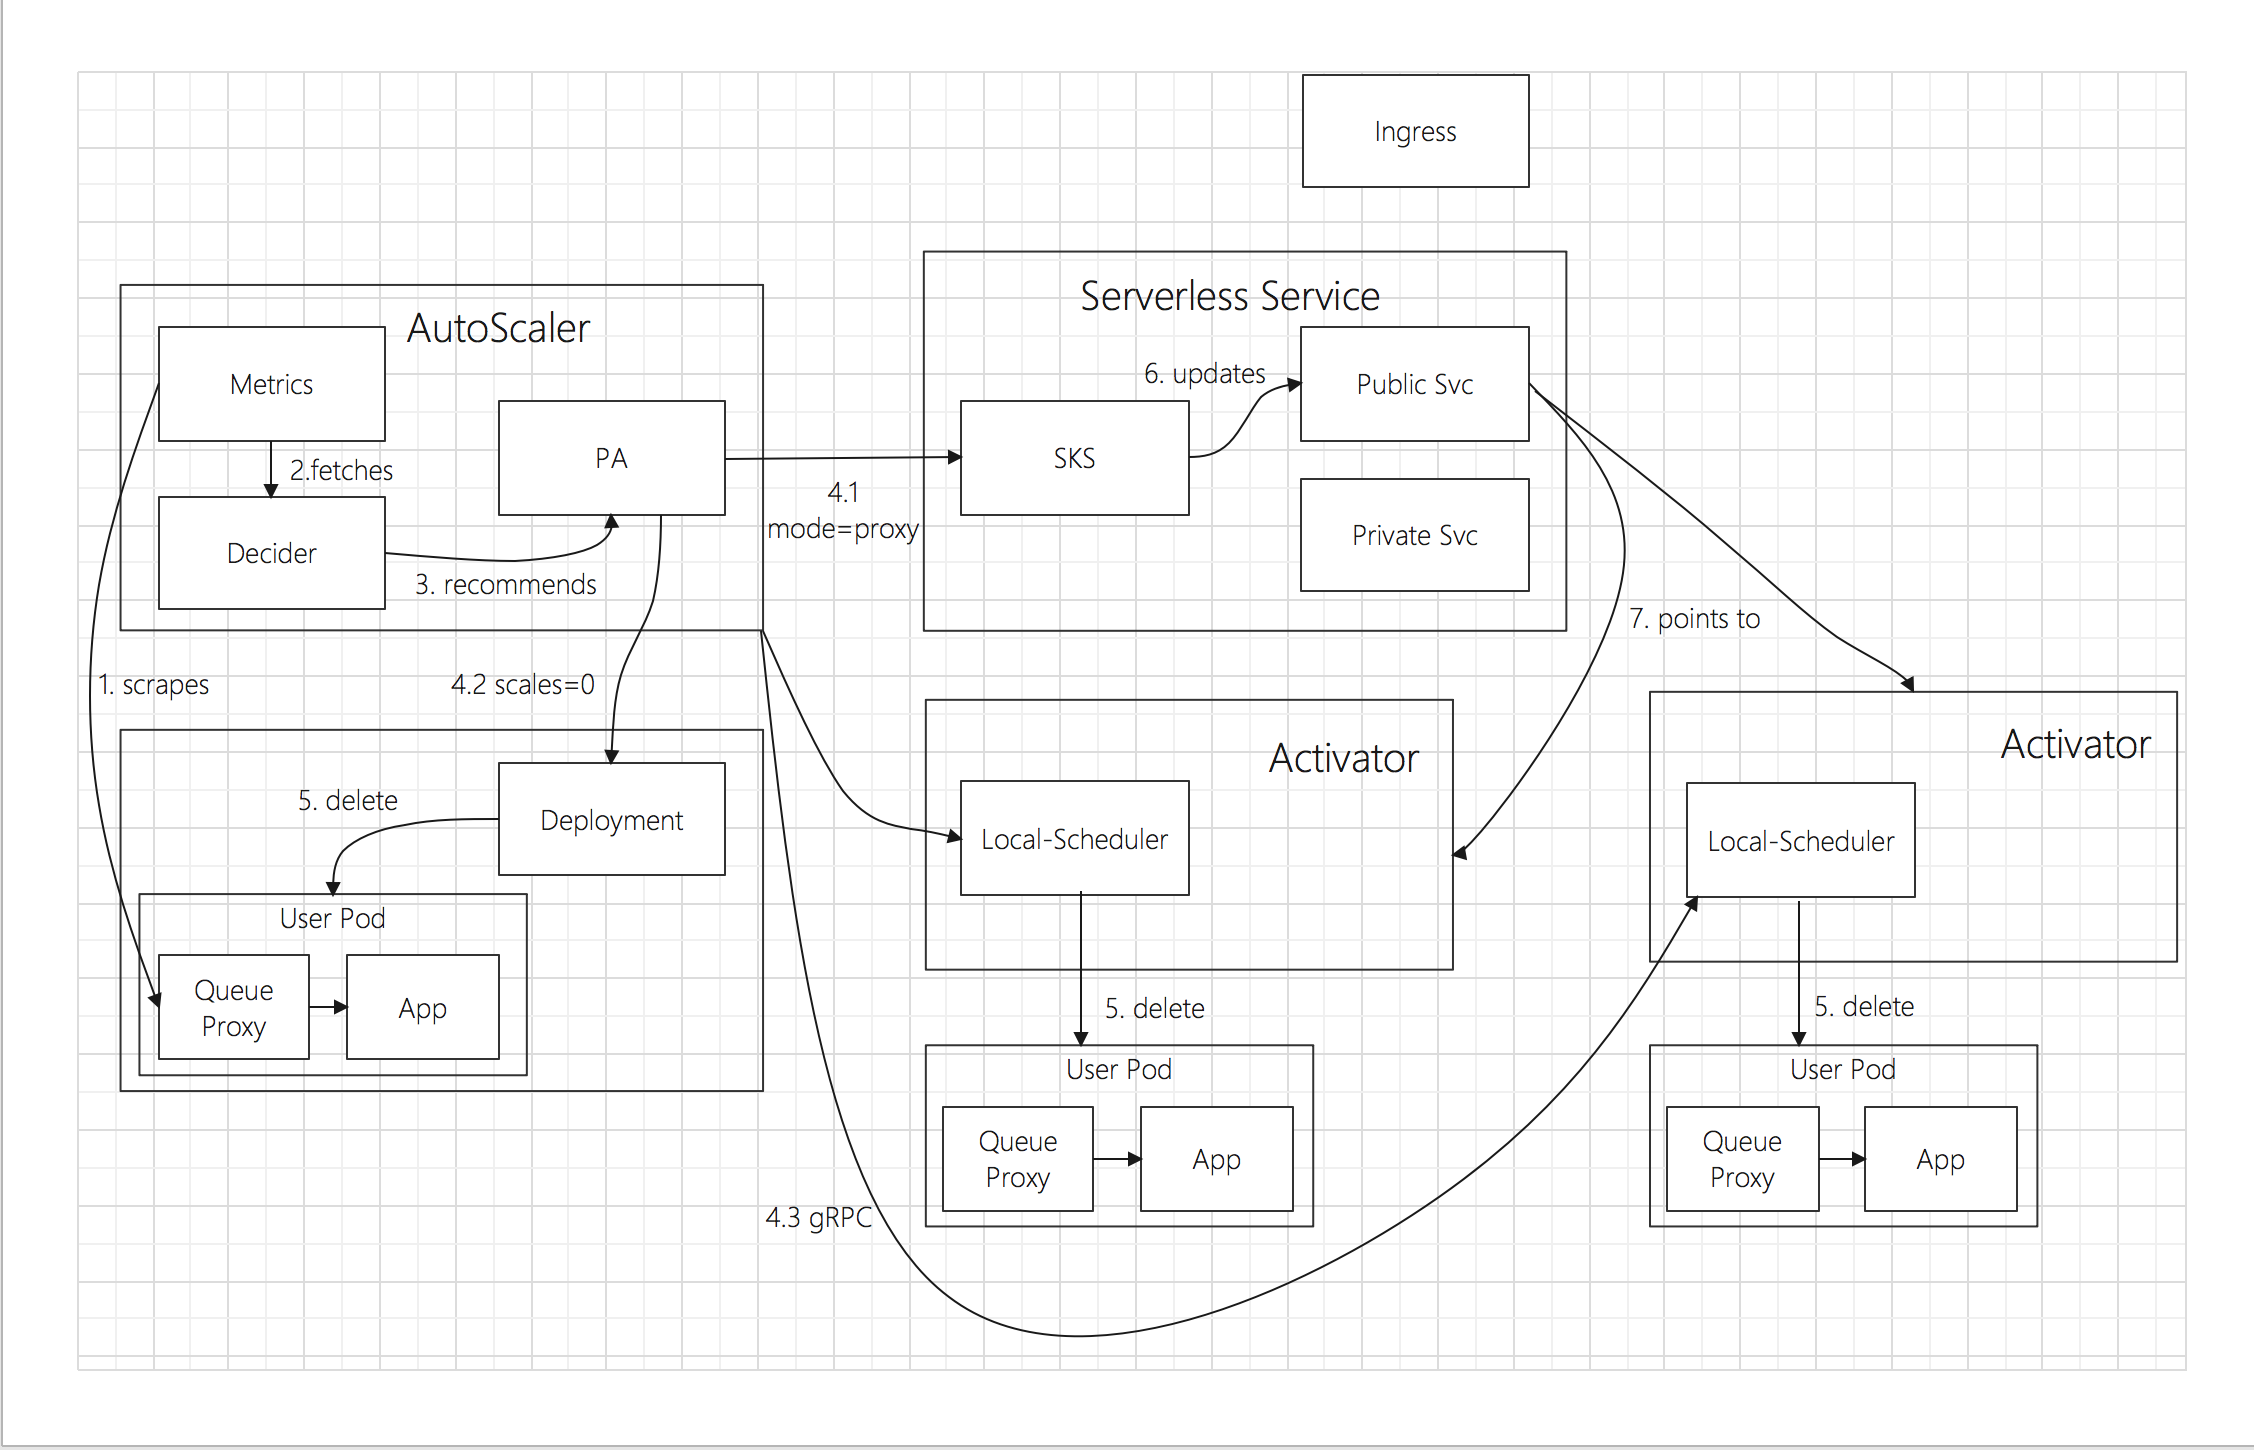 Ingress
AutoScaler
Metrics
2.fetches
Decider
PA
3. recommends
4.1
mode=proxy
Serverless Service
6. updates
Public Svc
SKS
Private Svc
7. points to
1. scrapes
4.2 scales=0
5. delete
Deployment
User Pod
Queue
Proxy
App
Activator
Local-Scheduler
5. delete
User Pod
Queue
Proxy
App
4.3 gRPC
Activator
Local-Scheduler
5. delete
User Pod
Queue
Proxy
App